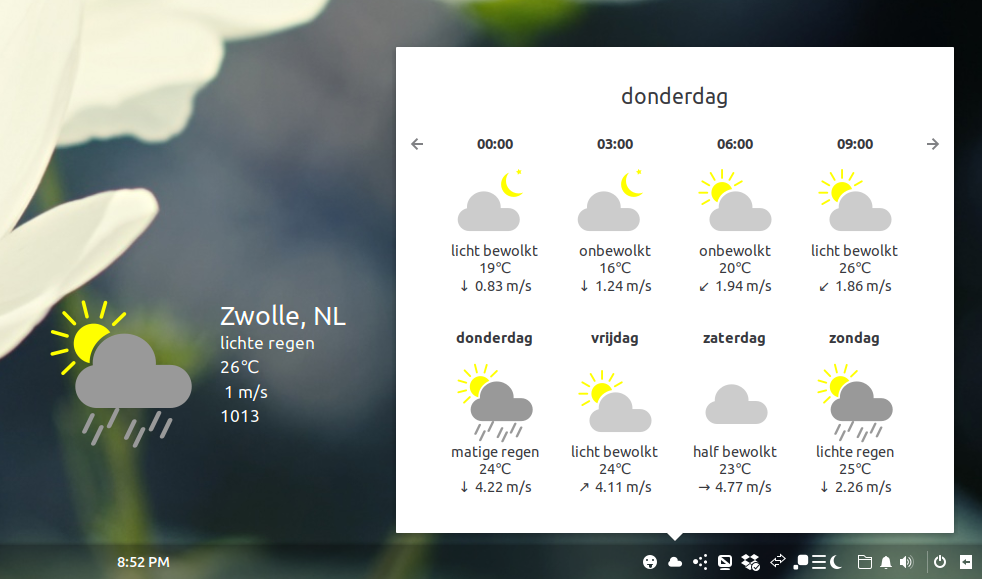 donderdag
← 00:00 03:00 06:00 09:00 →
licht bewolkt onbewolkt onbewolkt licht bewolkt
19°C 16°C 20°C 26°C
↓ 0.83 m/s ↓ 1.24 m/s ↙ 1.94 m/s ↙ 1.86 m/s
donderdag vrijdag zaterdag zondag
matige regen licht bewolkt half bewolkt lichte regen
24°C 24°C 23°C 25°C
↓ 4.22 m/s ↗ 4.11 m/s → 4.77 m/s ↓ 2.26 m/s
Zwolle, NL
lichte regen
26°C
1 m/s
1013
8:52 PM